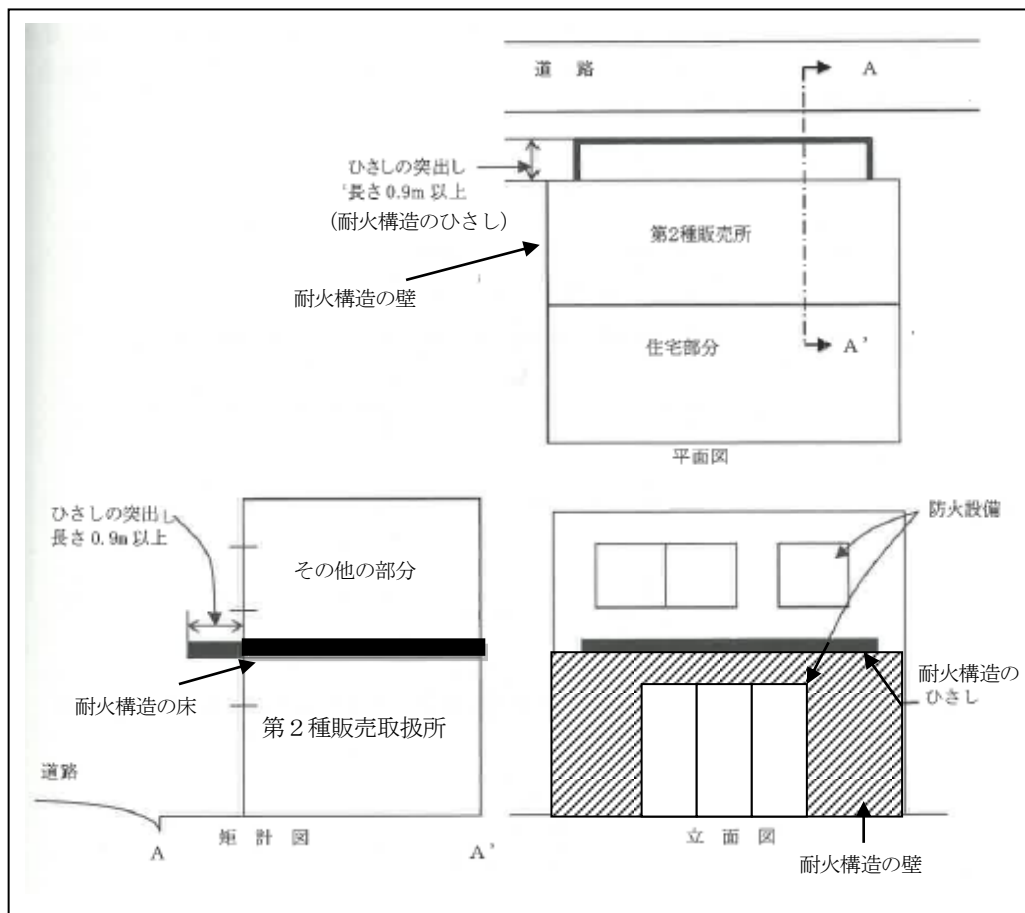 道 路
A
ひさしの突出し
長さ0.9m以上
(耐火構造のひさし)
第2種販売所
耐火構造の壁
住宅部分
A'
平面図
ひさしの突出し
長さ0.9m以上
その他の部分
耐火構造の床
第2種販売取扱所
道路
矩計図
A
A'
防火設備
耐火構造の
ひさし
立面図
耐火構造の壁